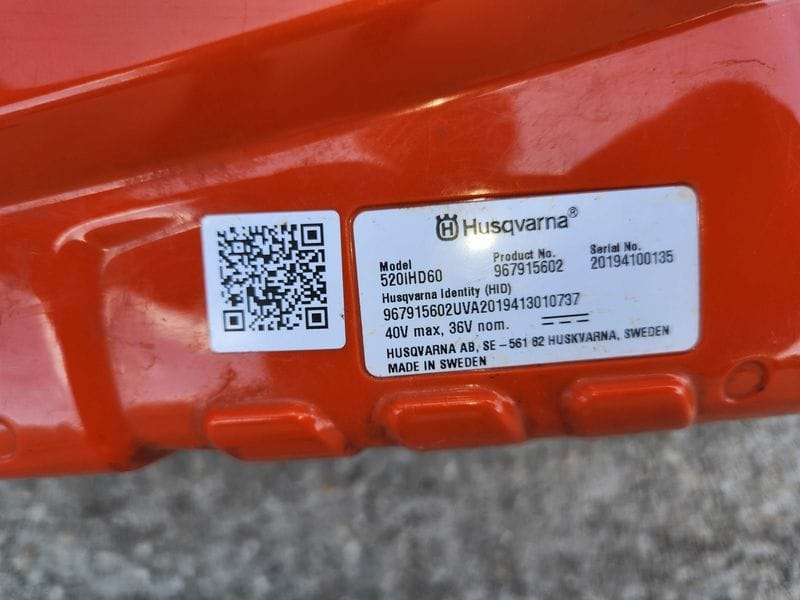 Husqvarna®
Model Product No. Serial No.
520iHD60 967915602 20194100135
Husqvarna Identity (HID)
967915602UVA2019413010737
40V max, 36V nom.
HUSQVARNA AB, SE-561 82 HUSKVARNA, SWEDEN
MADE IN SWEDEN